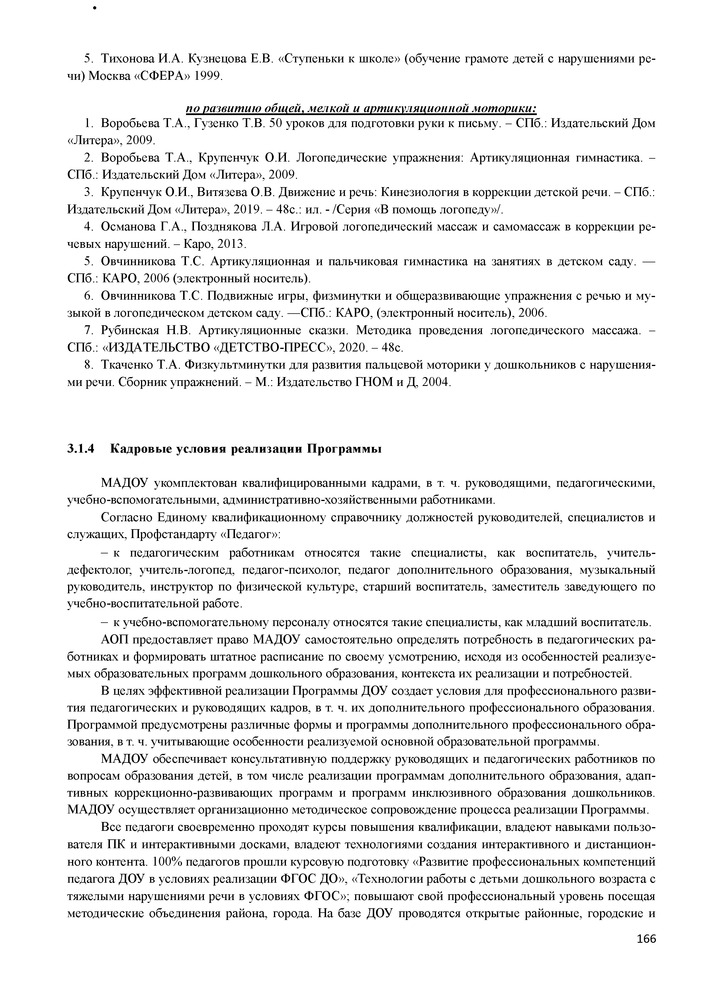 5. Тихонова И.А. Кузнецова Е.В. «Ступеньки к школе» (обучение грамоте детей с нарушениями ре-
чи) Москва «СФЕРА» 1999.
по развитию общей, мелкой и артикуляционной моторики:
1. Воробьева Т.А., Гузенко Т.В. 50 уроков для подготовки руки к письму. – СПб.: Издательский Дом
«Литера», 2009.
2. Воробьева Т.А., Крупенчук О.И. Логопедические упражнения: Артикуляционная гимнастика. –
СПб.: Издательский Дом «Литера», 2009.
3. Крупенчук О.И., Витязева О.В. Движение и речь: Кинезиология в коррекции детской речи. – СПб.:
Издательский Дом «Литера», 2019. – 48с.: ил. - /Серия «В помощь логопеду»/.
4. Османова Г.А., Позднякова Л.А. Игровой логопедический массаж и самомассаж в коррекции ре-
чевых нарушений. – Каро, 2013.
5. Овчинникова Т.С. Артикуляционная и пальчиковая гимнастика на занятиях в детском саду. —
СПб.: КАРО, 2006 (электронный носитель).
6. Овчинникова Т.С. Подвижные игры, физминутки и общеразвивающие упражнения с речью и му-
зыкой в логопедическом детском саду. —СПб.: КАРО, (электронный носитель), 2006.
7. Рубинская Н.В. Артикуляционные сказки. Методика проведения логопедического массажа. –
СПб.: «ИЗДАТЕЛЬСТВО «ДЕТСТВО-ПРЕСС», 2020. – 48с.
8. Ткаченко Т.А. Физкультминутки для развития пальцевой моторики у дошкольников с нарушения-
ми речи. Сборник упражнений. – М.: Издательство ГНОМ и Д, 2004.
3.1.4 Кадровые условия реализации Программы
МАДОУ укомплектован квалифицированными кадрами, в т. ч. руководящими, педагогическими,
учебно-вспомогательными, административно-хозяйственными работниками.
Согласно Единому квалификационному справочнику должностей руководителей, специалистов и
служащих, Профстандарту «Педагог»:
– к педагогическим работникам относятся такие специалисты, как воспитатель, учитель-
дефектолог, учитель-логопед, педагог-психолог, педагог дополнительного образования, музыкальный
руководитель, инструктор по физической культуре, старший воспитатель, заместитель заведующего по
учебно-воспитательной работе.
– к учебно-вспомогательному персоналу относятся такие специалисты, как младший воспитатель.
АОП предоставляет право МАДОУ самостоятельно определять потребность в педагогических ра-
ботниках и формировать штатное расписание по своему усмотрению, исходя из особенностей реализуе-
мых образовательных программ дошкольного образования, контекста их реализации и потребностей.
В целях эффективной реализации Программы ДОУ создает условия для профессионального разви-
тия педагогических и руководящих кадров, в т. ч. их дополнительного профессионального образования.
Программой предусмотрены различные формы и программы дополнительного профессионального обра-
зования, в т. ч. учитывающие особенности реализуемой основной образовательной программы.
МАДОУ обеспечивает консультативную поддержку руководящих и педагогических работников по
вопросам образования детей, в том числе реализации программам дополнительного образования, адап-
тивных коррекционно-развивающих программ и программ инклюзивного образования дошкольников.
МАДОУ осуществляет организационно методическое сопровождение процесса реализации Программы.
Все педагоги своевременно проходят курсы повышения квалификации, владеют навыками пользо-
вателя ПК и интерактивными досками, владеют технологиями создания интерактивного и дистанцион-
ного контента. 100% педагогов прошли курсовую подготовку «Развитие профессиональных компетенций
педагога ДОУ в условиях реализации ФГОС ДО», «Технологии работы с детьми дошкольного возраста с
тяжелыми нарушениями речи в условиях ФГОС»; повышают свой профессиональный уровень посещая
методические объединения района, города. На базе ДОУ проводятся открытые районные, городские и
166